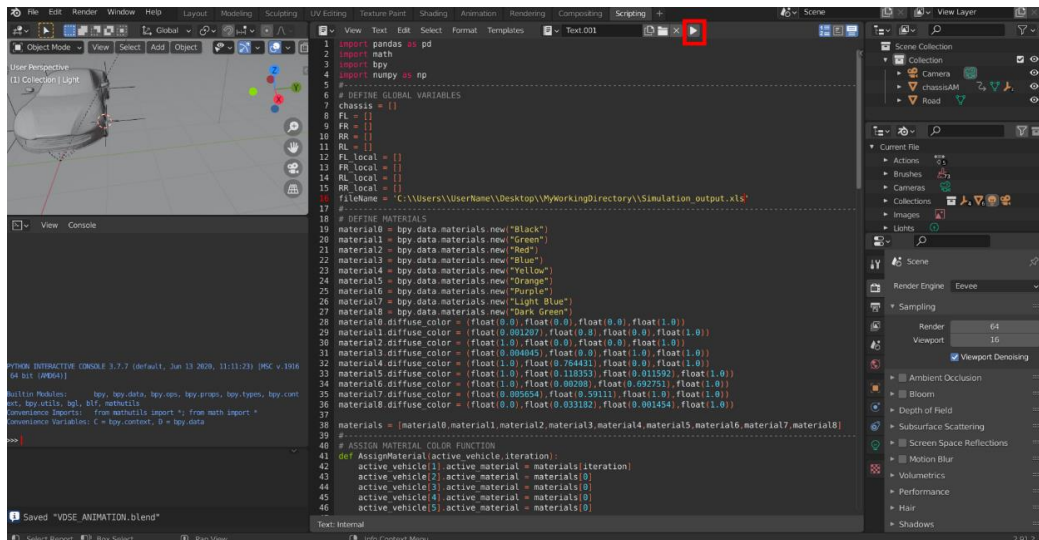 File Edit Render Window Help Layout Modeling Sculpting UV Editing Texture Paint Shading Animation Rendering Compositing Scripting + Scene View Layer
Global
Object Mode View Select Add Object
User Perspective
(1) Collection | Light
View Console
PYTHON INTERACTIVE CONSOLE 3.7.7 (default, Jun 13 2020, 11:11:23) [MSC v.1916
64 bit (AMD64)]
Builtin Modules: bpy, bpy.data, bpy.ops, bpy.props, bpy.types, bpy.cont
ext, bpy.utils, bgl, blf, mathutils
Convenience Imports: from mathutils import *; from math import *
Convenience Variables: C = bpy.context, D = bpy.data
>>>
Saved "VDSE_ANIMATION.blend"
View Text Edit Select Format Templates Text.001
1 import pandas as pd
2 import math
3 import bpy
4 import numpy as np
5 #----------------------------------------------------------------
6 # DEFINE GLOBAL VARIABLES
7 chassis = []
8 FL = []
9 FR = []
10 RR = []
11 RL = []
12 FL_local = []
13 FR_local = []
14 RL_local = []
15 RR_local = []
16 fileName = 'C:\\Users\\UserName\\Desktop\\MyWorkingDirectory\\Simulation_output.xls'
17 #----------------------------------------------------------------
18 # DEFINE MATERIALS
19 material0 = bpy.data.materials.new("Black")
20 material1 = bpy.data.materials.new("Green")
21 material2 = bpy.data.materials.new("Red")
22 material3 = bpy.data.materials.new("Blue")
23 material4 = bpy.data.materials.new("Yellow")
24 material5 = bpy.data.materials.new("Orange")
25 material6 = bpy.data.materials.new("Purple")
26 material7 = bpy.data.materials.new("Light Blue")
27 material8 = bpy.data.materials.new("Dark Green")
28 material0.diffuse_color = (float(0.0),float(0.0),float(0.0),float(1.0))
29 material1.diffuse_color = (float(0.001207),float(0.8),float(0.0),float(1.0))
30 material2.diffuse_color = (float(1.0),float(0.0),float(0.0),float(1.0))
31 material3.diffuse_color = (float(0.004045),float(0.0),float(1.0),float(1.0))
32 material4.diffuse_color = (float(1.0),float(0.764431),float(0.0),float(1.0))
33 material5.diffuse_color = (float(1.0),float(0.118353),float(0.011592),float(1.0))
34 material6.diffuse_color = (float(1.0),float(0.00208),float(0.692751),float(1.0))
35 material7.diffuse_color = (float(0.005654),float(0.59111),float(1.0),float(1.0))
36 material8.diffuse_color = (float(0.0),float(0.033182),float(0.001454),float(1.0))
37
38 materials = [material0,material1,material2,material3,material4,material5,material6,material7,material8]
39 #----------------------------------------------------------------
40 # ASSIGN MATERIAL COLOR FUNCTION
41 def AssignMaterial(active_vehicle,iteration):
42 active_vehicle[1].active_material = materials[iteration]
43 active_vehicle[2].active_material = materials[0]
44 active_vehicle[3].active_material = materials[0]
45 active_vehicle[4].active_material = materials[0]
46 active_vehicle[5].active_material = materials[0]
Text: Internal
Scene Collection
Collection
Camera
chassisAM
Road
Current File
Actions
Brushes
Cameras
Collections
Images
Lights
Scene
Render Engine Eevee
Sampling
Render 64
Viewport 16
Viewport Denoising
Ambient Occlusion
Bloom
Depth of Field
Subsurface Scattering
Screen Space Reflections
Motion Blur
Volumetrics
Performance
Hair
Shadows
Select Report Box Select Pan View Info Context Menu 2.91.2